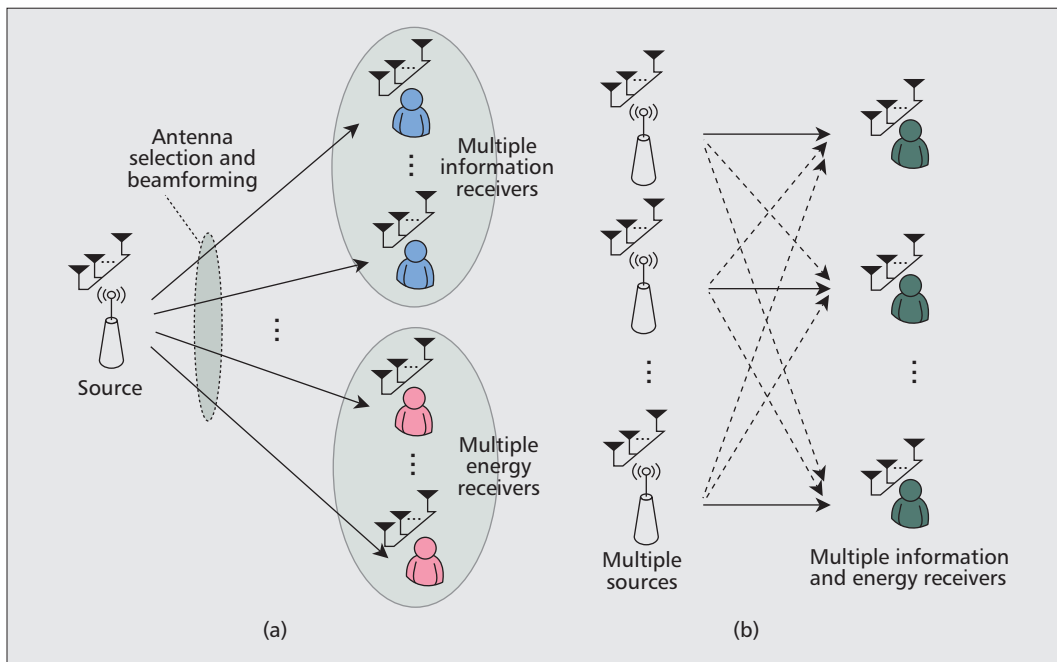 Antenna
selection and
beamforming
Source
Multiple
information
receivers
Multiple
energy
receivers
(a)
Multiple
sources
Multiple information
and energy receivers
(b)